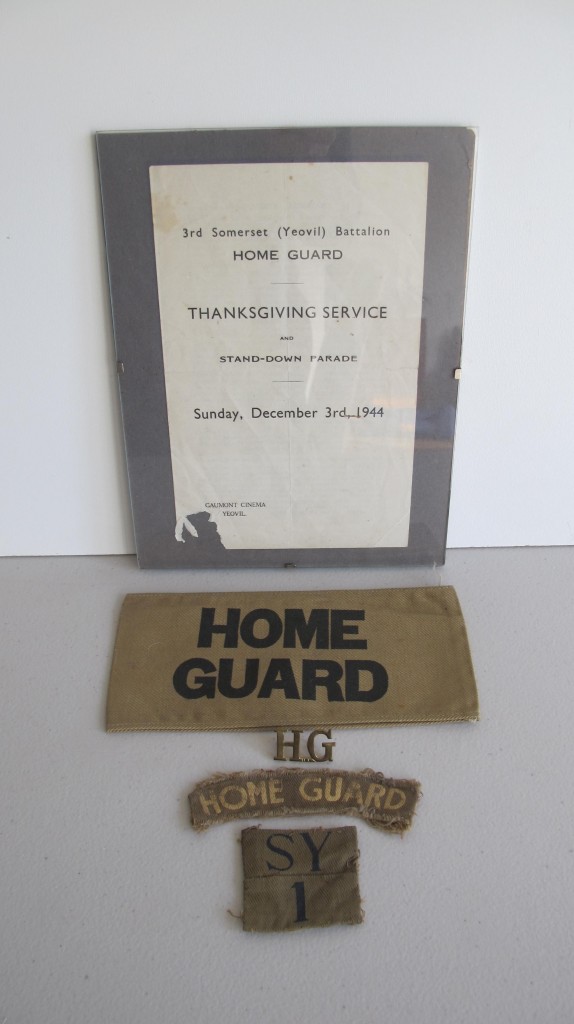 3rd Somerset (Yeovil) Battalion
HOME GUARD
THANKSGIVING SERVICE
AND
STAND-DOWN PARADE
Sunday, December 3rd, 1944
GAUMONT CINEMA
YEOVIL.
HOME
GUARD
HG
HOME GUARD
SY
1